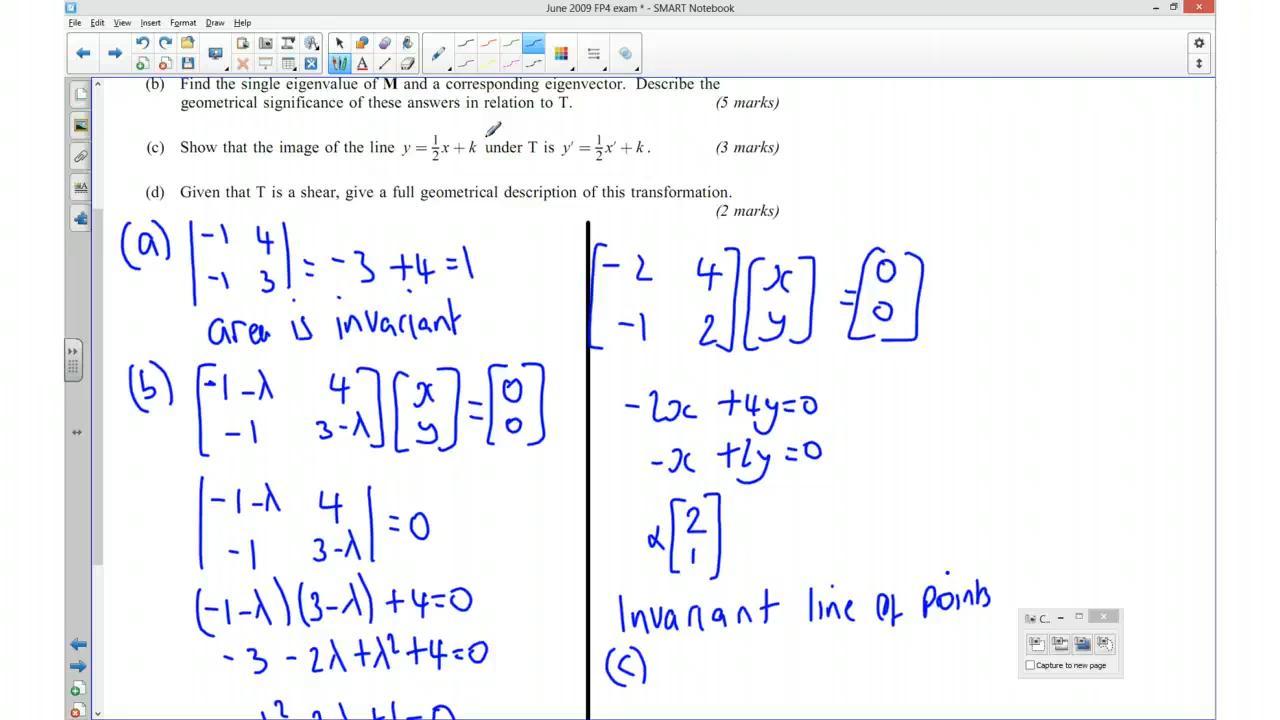 June 2009 FP4 exam * - SMART Notebook
File Edit View Insert Format Draw Help
(b) Find the single eigenvalue of M and a corresponding eigenvector. Describe the
geometrical significance of these answers in relation to T. (5 marks)
(c) Show that the image of the line y = 1/2 x + k under T is y′ = 1/2 x′ + k . (3 marks)
(d) Given that T is a shear, give a full geometrical description of this transformation.
(2 marks)
(a) | -1 4 |
| -1 3 | = -3 +4 = 1
area is invariant
(b) [ -1-λ 4 ] [ x ] = [ 0 ]
[ -1 3-λ ] [ y ] [ 0 ]
| -1-λ 4 |
| -1 3-λ | = 0
(-1-λ)(3-λ) +4=0
-3 -2λ+λ² +4=0
[ -2 4 ] [ x ] = [ 0 ]
[ -1 2 ] [ y ] [ 0 ]
-2x +4y=0
-x +2y =0
α [ 2 ]
[ 1 ]
Invariant line of points
(c)
C..
Capture to new page